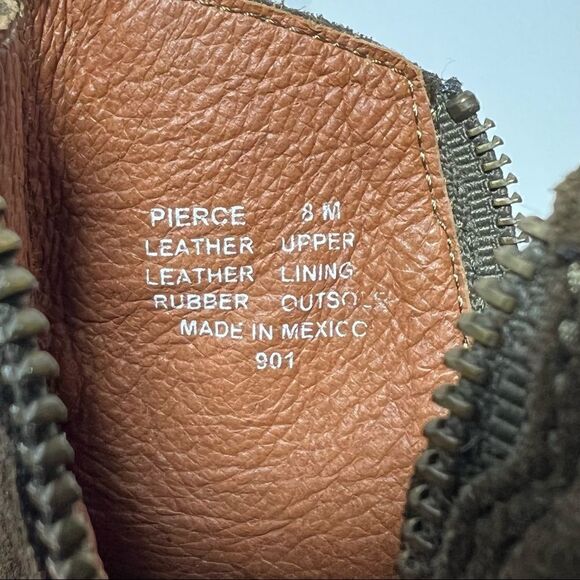 PIERCE 8 M
LEATHER UPPER
LEATHER LINING
RUBBER OUTSOLE
MADE IN MEXICO
901